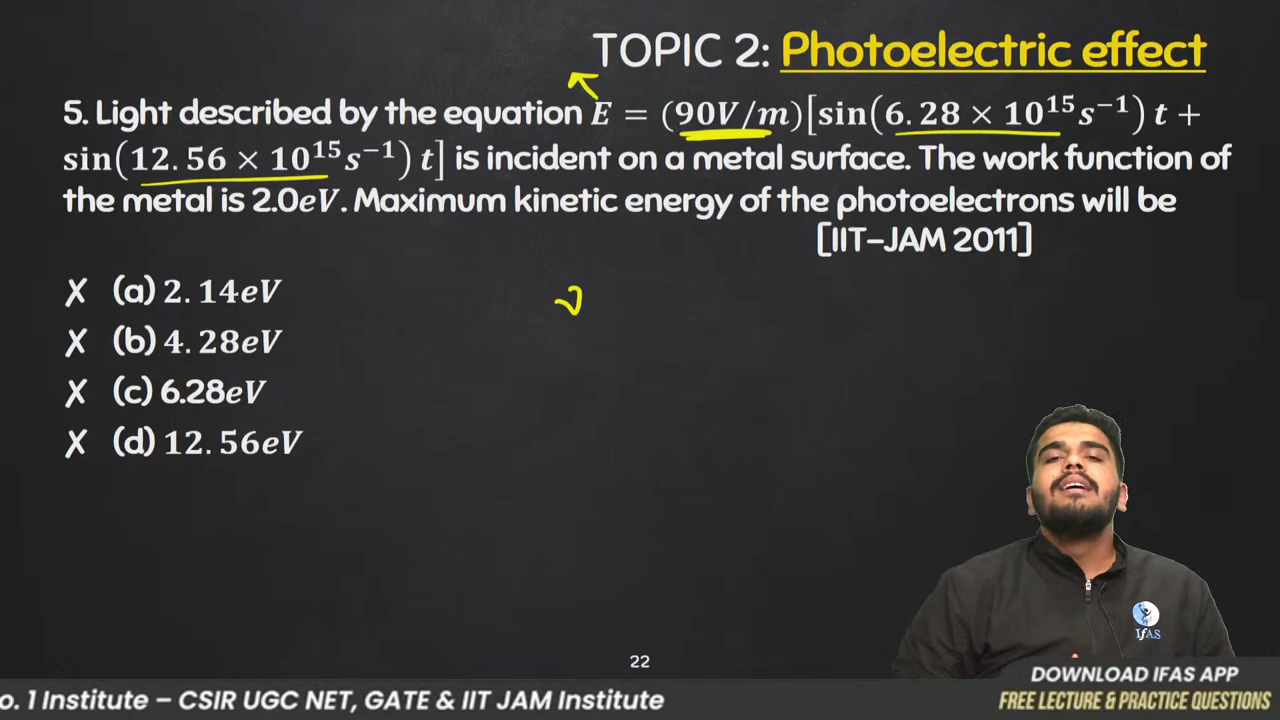 TOPIC 2: Photoelectric effect
5. Light described by the equation E = (90V/m)[sin(6.28 × 10¹⁵s⁻¹) t +
sin(12.56 × 10¹⁵s⁻¹) t] is incident on a metal surface. The work function of
the metal is 2.0eV. Maximum kinetic energy of the photoelectrons will be
[IIT-JAM 2011]
✗ (a) 2.14eV
✗ (b) 4.28eV
✗ (c) 6.28eV
✗ (d) 12.56eV
IfAS
22
DOWNLOAD IFAS APP
o. 1 Institute – CSIR UGC NET, GATE & IIT JAM Institute
FREE LECTURE & PRACTICE QUESTIONS